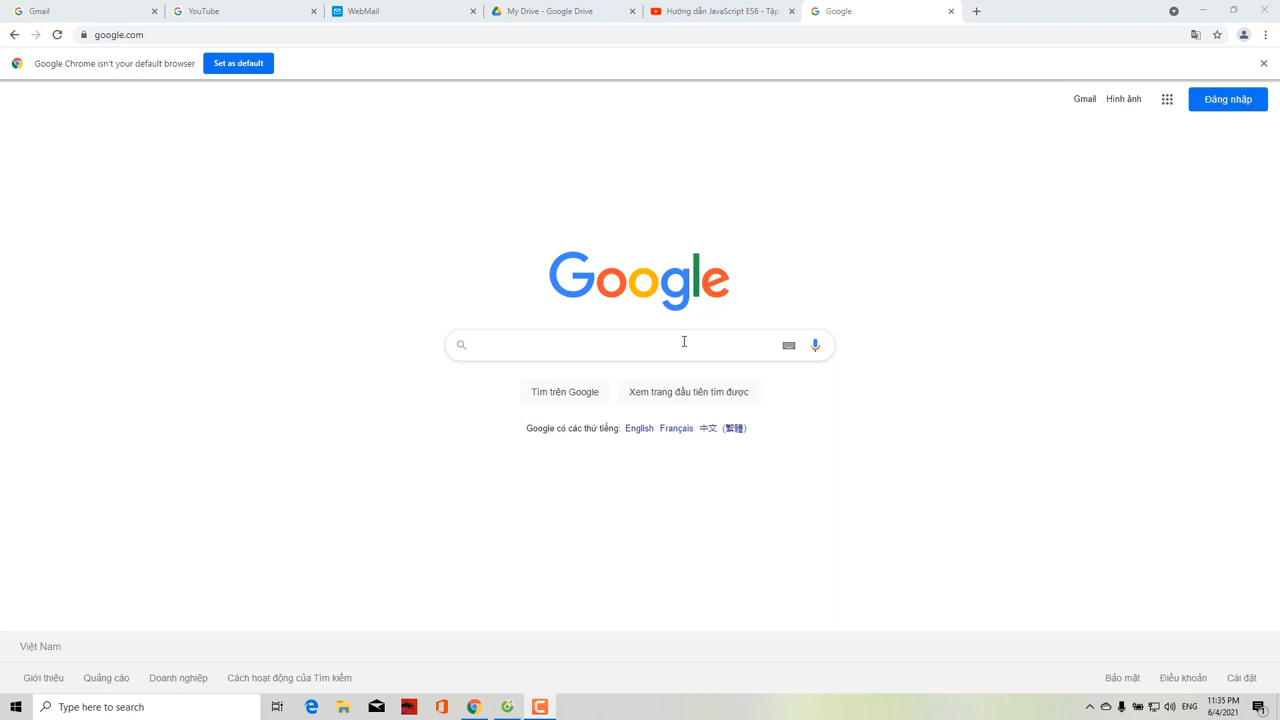 Gmail
YouTube
WebMail
My Drive - Google Drive
Hướng dẫn JavaScript ES6 - Tập
Google
google.com
Google Chrome isn't your default browser
Set as default
Gmail Hình ảnh
Đăng nhập
Google
Tìm trên Google
Xem trang đầu tiên tìm được
Google có các thứ tiếng: English Français 中文（繁體）
Việt Nam
Giới thiệu Quảng cáo Doanh nghiệp Cách hoạt động của Tìm kiếm
Bảo mật Điều khoản Cài đặt
Type here to search
ENG
11:35 PM
6/4/2021